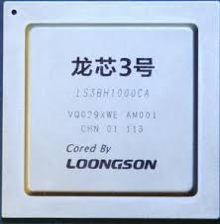 龙芯3号
LS3BH1000CA
VQ029XWE AM001
CHN 01 113
Cored By
LOONGSON